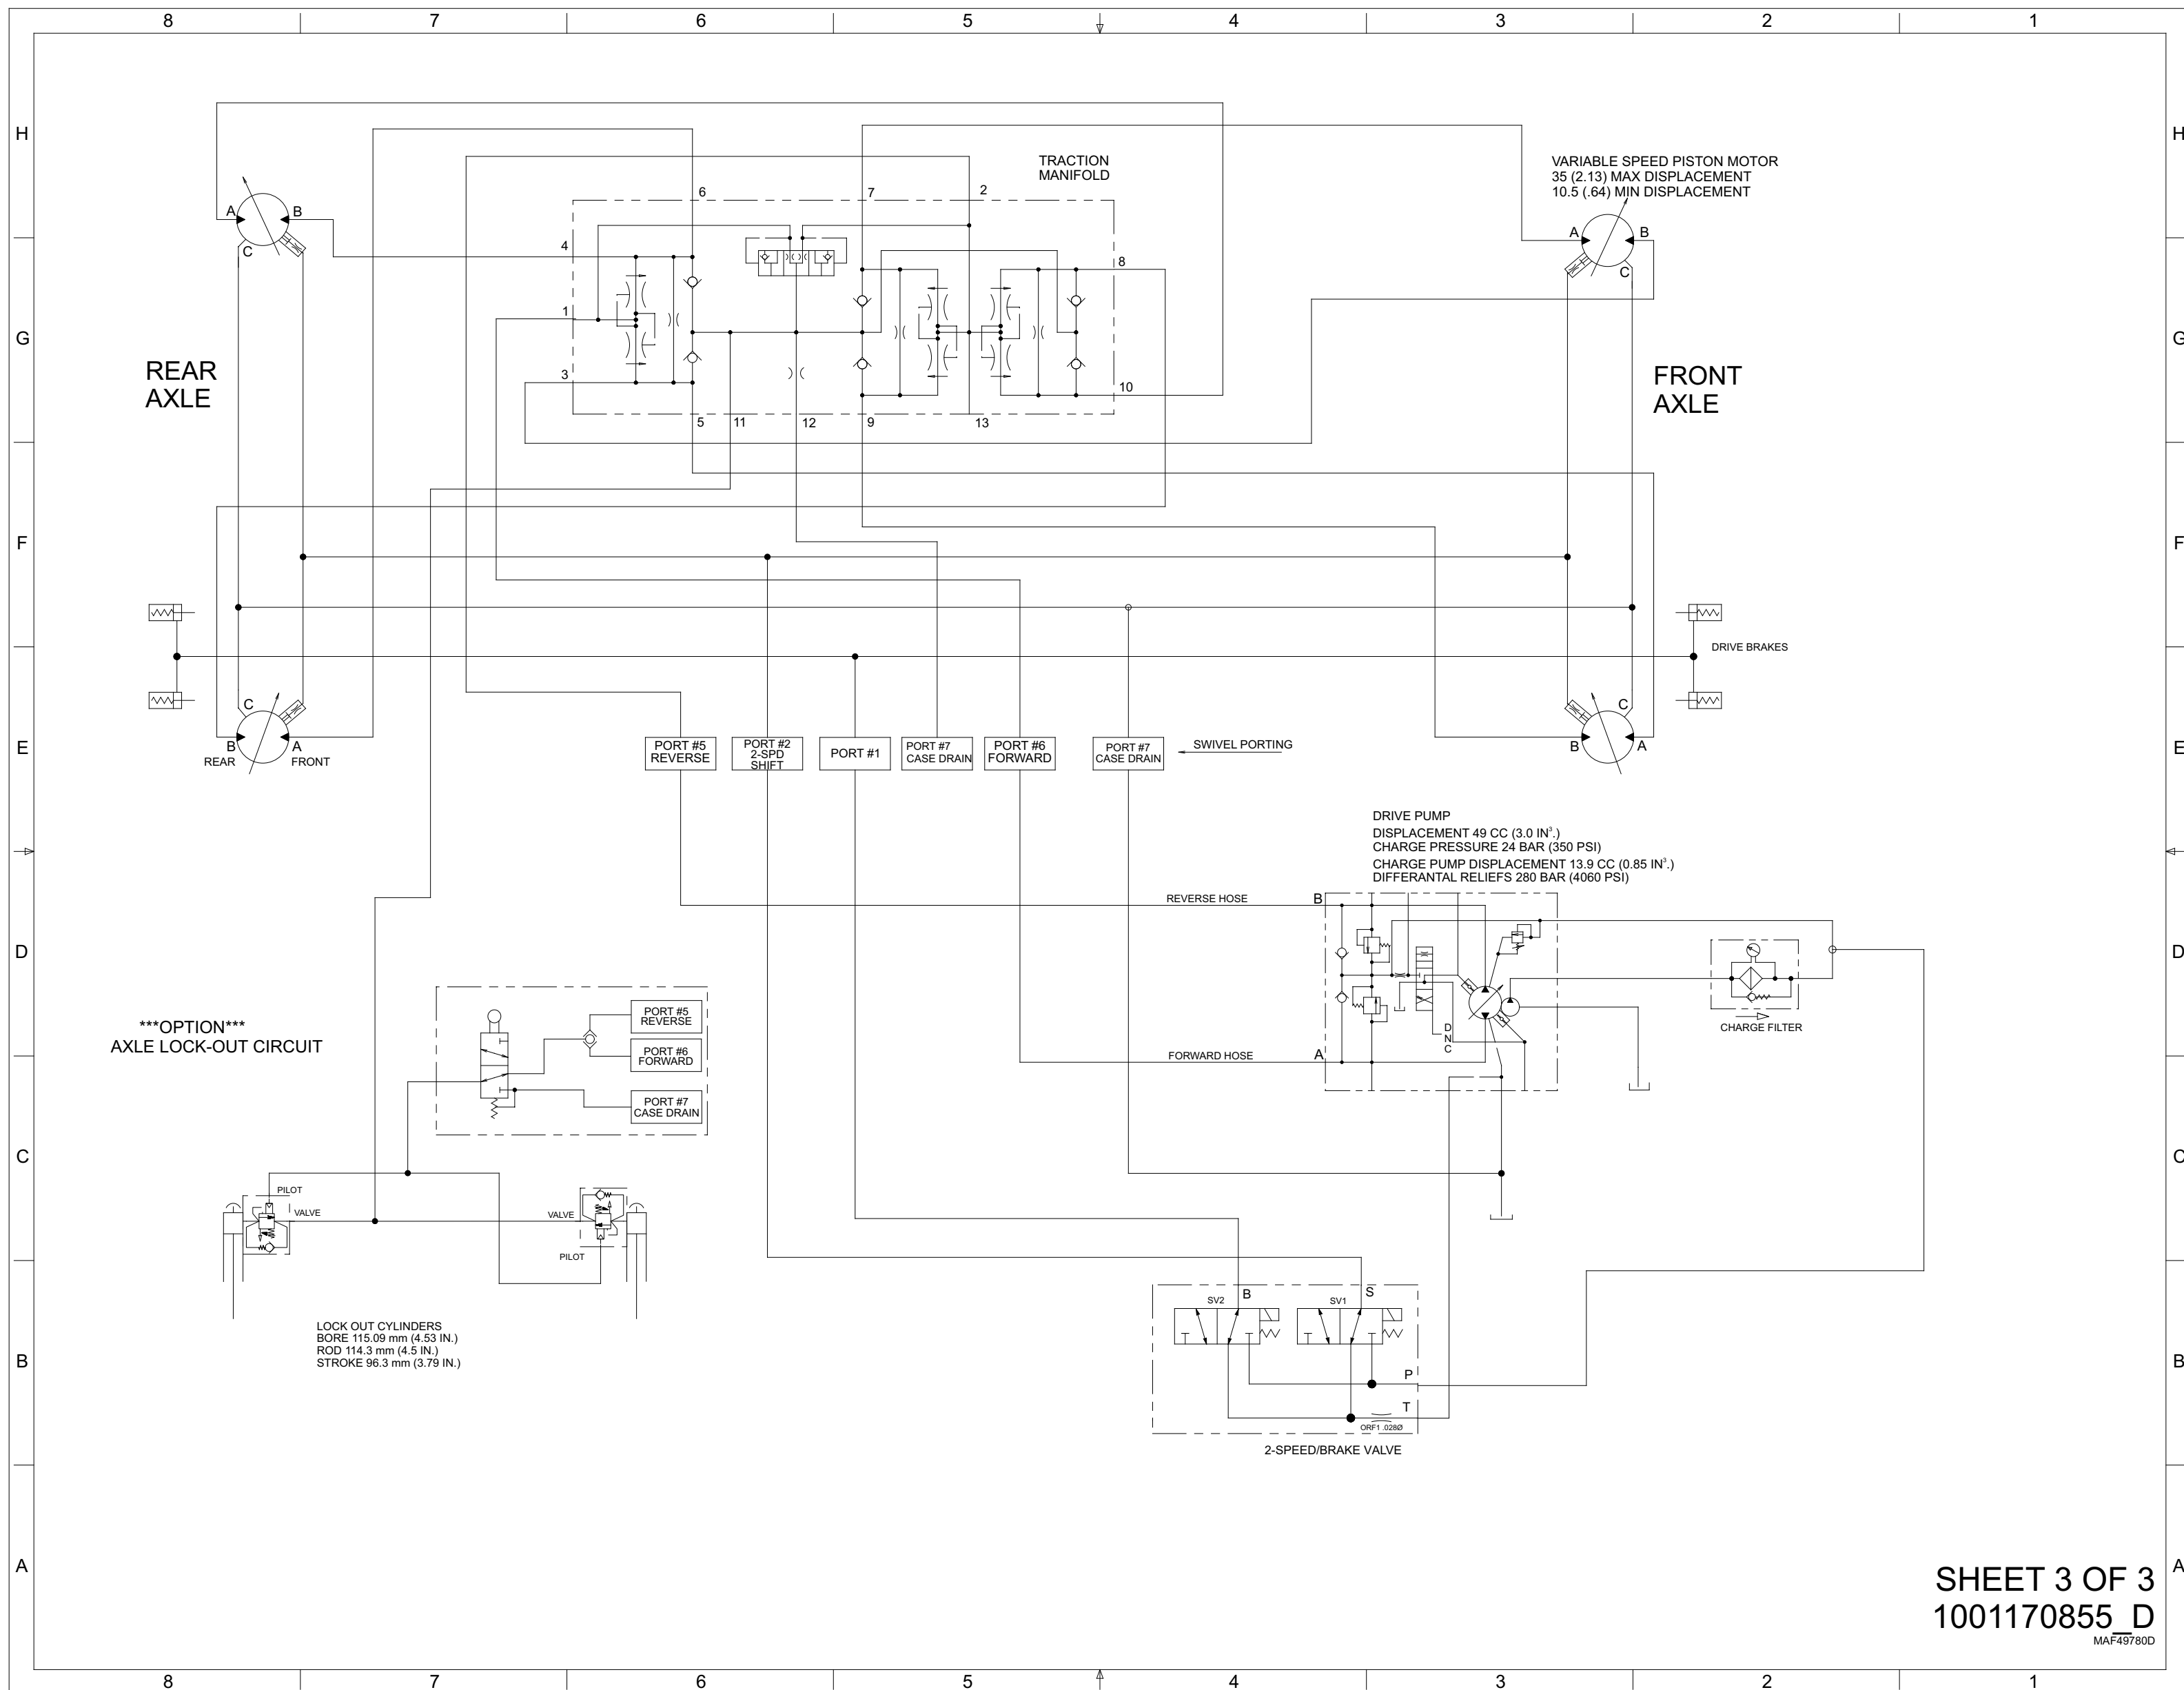 8 7 6 5 4 3 2 1
H H
TRACTION
MANIFOLD
VARIABLE SPEED PISTON MOTOR
35 (2.13) MAX DISPLACEMENT
10.5 (.64) MIN DISPLACEMENT
6 7 2
A B
C
A B
C
4
8
1
G G
3
10
REAR
AXLE
FRONT
AXLE
5 11 12 9 13
F F
DRIVE BRAKES
C
B A
REAR FRONT
C
B A
E E
PORT #5
REVERSE
PORT #2
2-SPD
SHIFT
PORT #1
PORT #7
CASE DRAIN
PORT #6
FORWARD
PORT #7
CASE DRAIN
SWIVEL PORTING
DRIVE PUMP
DISPLACEMENT 49 CC (3.0 IN³.)
CHARGE PRESSURE 24 BAR (350 PSI)
CHARGE PUMP DISPLACEMENT 13.9 CC (0.85 IN³.)
DIFFERANTAL RELIEFS 280 BAR (4060 PSI)
REVERSE HOSE B
D D
D
N
C
CHARGE FILTER
FORWARD HOSE A
***OPTION***
AXLE LOCK-OUT CIRCUIT
PORT #5
REVERSE
PORT #6
FORWARD
PORT #7
CASE DRAIN
C C
PILOT
VALVE
VALVE
PILOT
LOCK OUT CYLINDERS
BORE 115.09 mm (4.53 IN.)
ROD 114.3 mm (4.5 IN.)
STROKE 96.3 mm (3.79 IN.)
SV2 B SV1 S
B B
P
T
ORF1 .028Ø
2-SPEED/BRAKE VALVE
A A
SHEET 3 OF 3
1001170855_D
MAF49780D
8 7 6 5 4 3 2 1